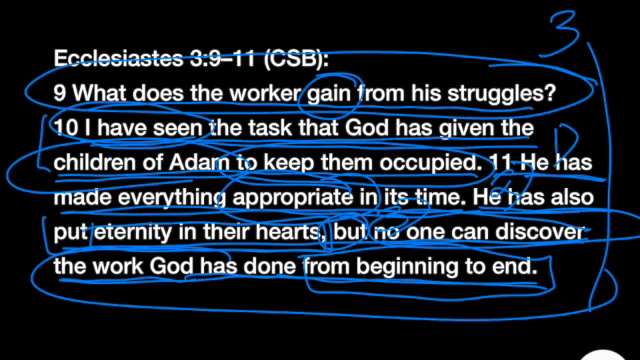 3
Ecclesiastes 3:9–11 (CSB):
9 What does the worker gain from his struggles?
10 I have seen the task that God has given the
children of Adam to keep them occupied. 11 He has
made everything appropriate in its time. He has also
put eternity in their hearts, but no one can discover
the work God has done from beginning to end.